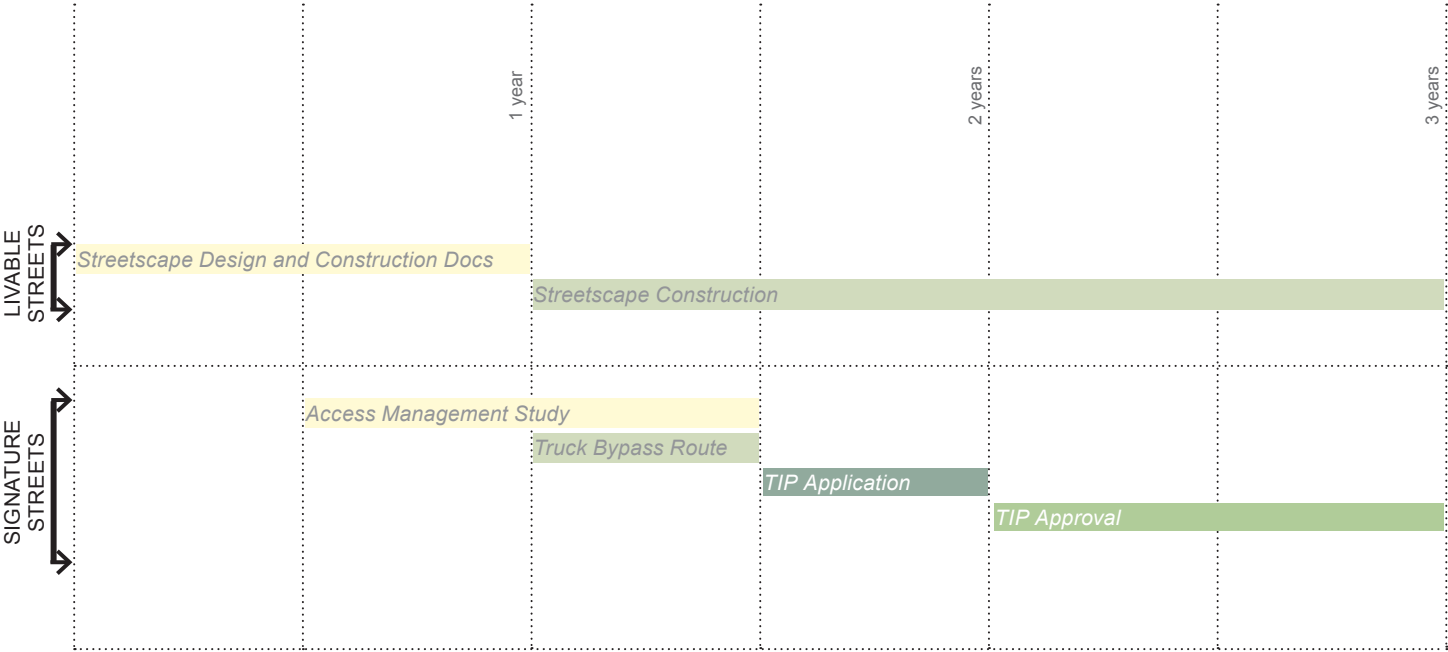 1 year
2 years
3 years
LIVABLE
STREETS
Streetscape Design and Construction Docs
Streetscape Construction
SIGNATURE
STREETS
Access Management Study
Truck Bypass Route
TIP Application
TIP Approval